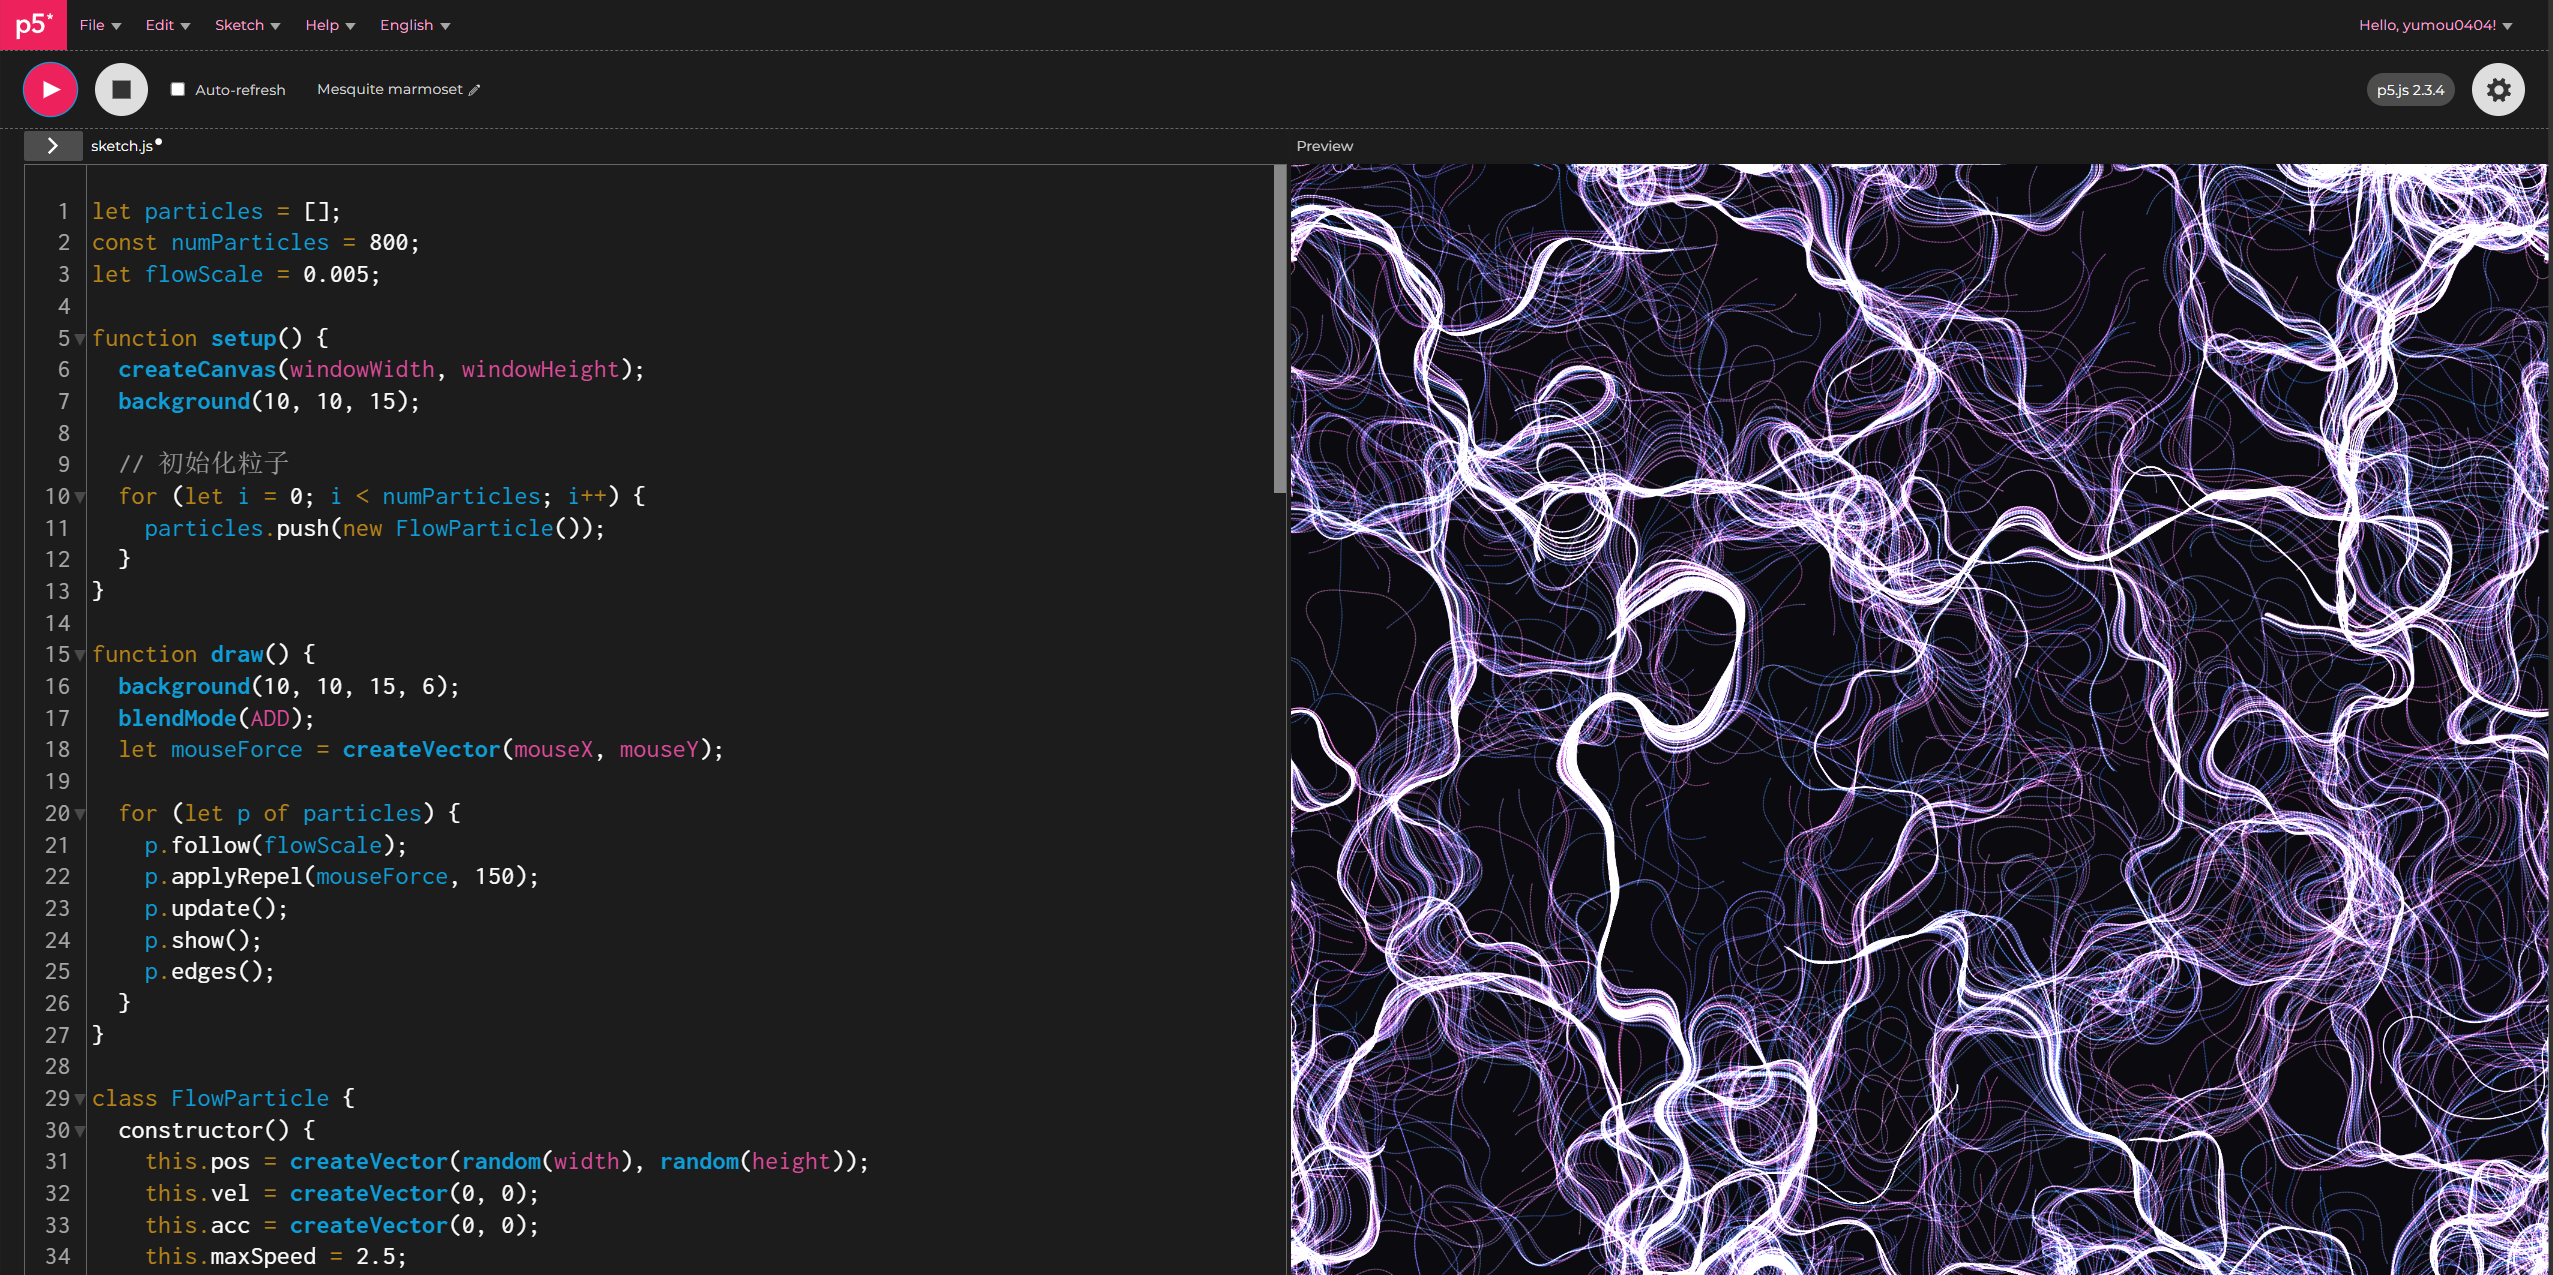 p5*
File Edit Sketch Help English
Hello, yumou0404!
Auto-refresh
Mesquite marmoset
p5.js 2.3.4
sketch.js
Preview
1 let particles = [];
2 const numParticles = 800;
3 let flowScale = 0.005;
4
5 function setup() {
6   createCanvas(windowWidth, windowHeight);
7   background(10, 10, 15);
8
9   // 初始化粒子
10   for (let i = 0; i < numParticles; i++) {
11     particles.push(new FlowParticle());
12   }
13 }
14
15 function draw() {
16   background(10, 10, 15, 6);
17   blendMode(ADD);
18   let mouseForce = createVector(mouseX, mouseY);
19
20   for (let p of particles) {
21     p.follow(flowScale);
22     p.applyRepel(mouseForce, 150);
23     p.update();
24     p.show();
25     p.edges();
26   }
27 }
28
29 class FlowParticle {
30   constructor() {
31     this.pos = createVector(random(width), random(height));
32     this.vel = createVector(0, 0);
33     this.acc = createVector(0, 0);
34     this.maxSpeed = 2.5;